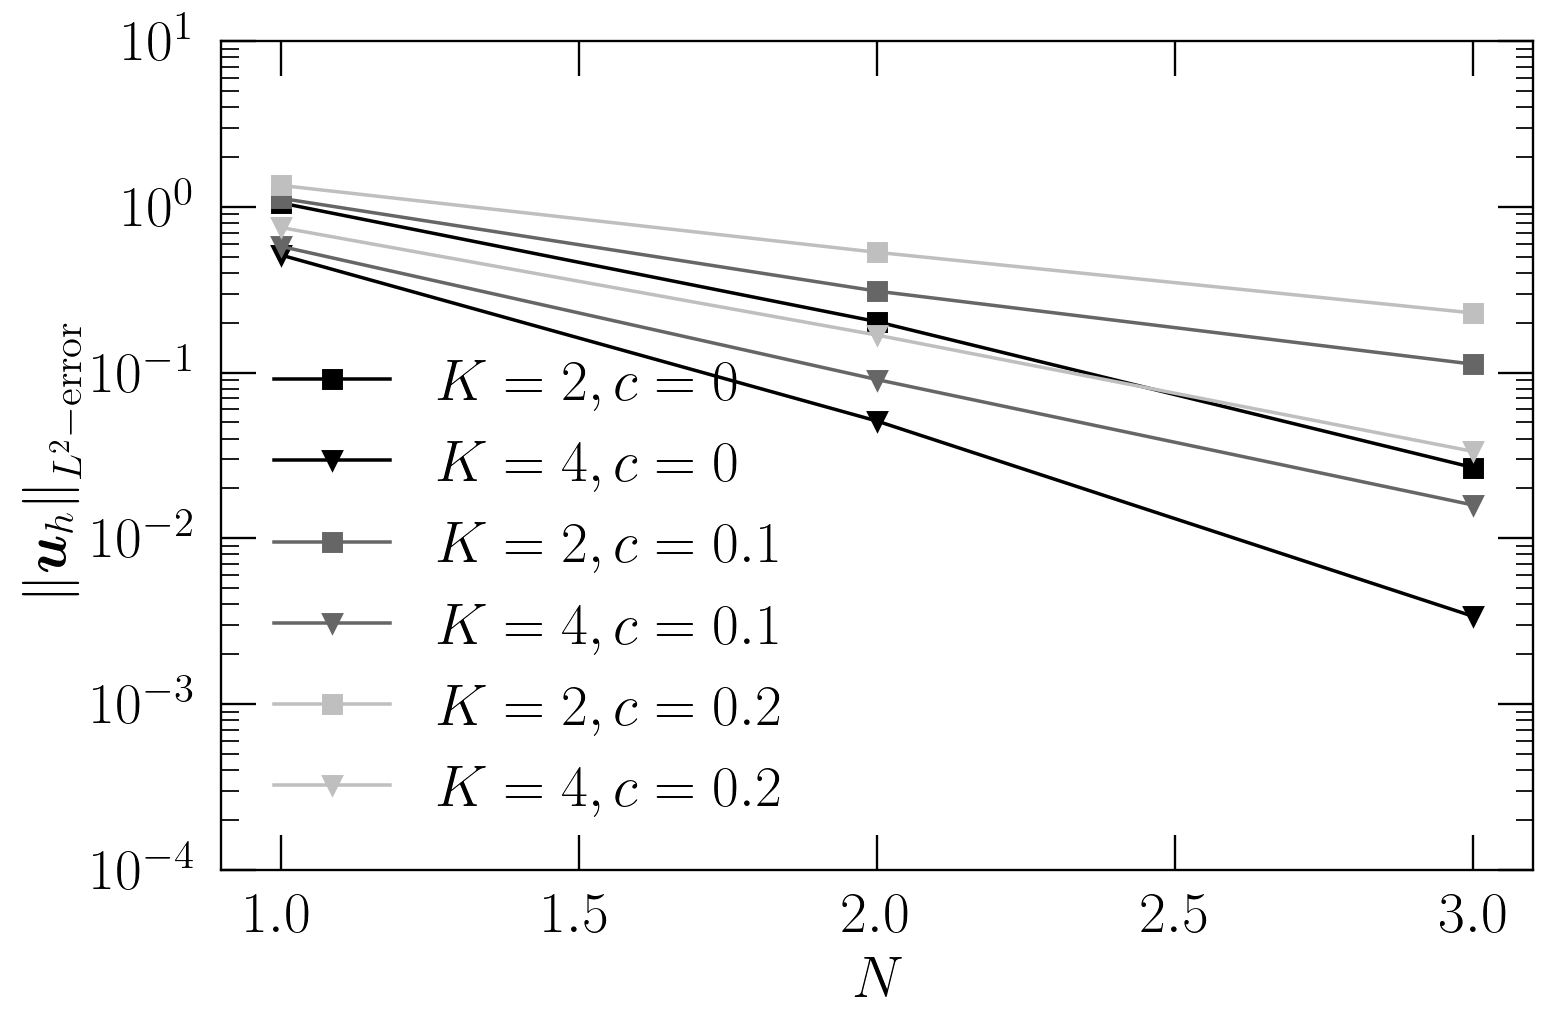 10^1
10^0
10^{-1}
10^{-2}
10^{-3}
10^{-4}
||u_h||_{L^2-error}
K = 2, c = 0
K = 4, c = 0
K = 2, c = 0.1
K = 4, c = 0.1
K = 2, c = 0.2
K = 4, c = 0.2
1.0 1.5 2.0 2.5 3.0
N